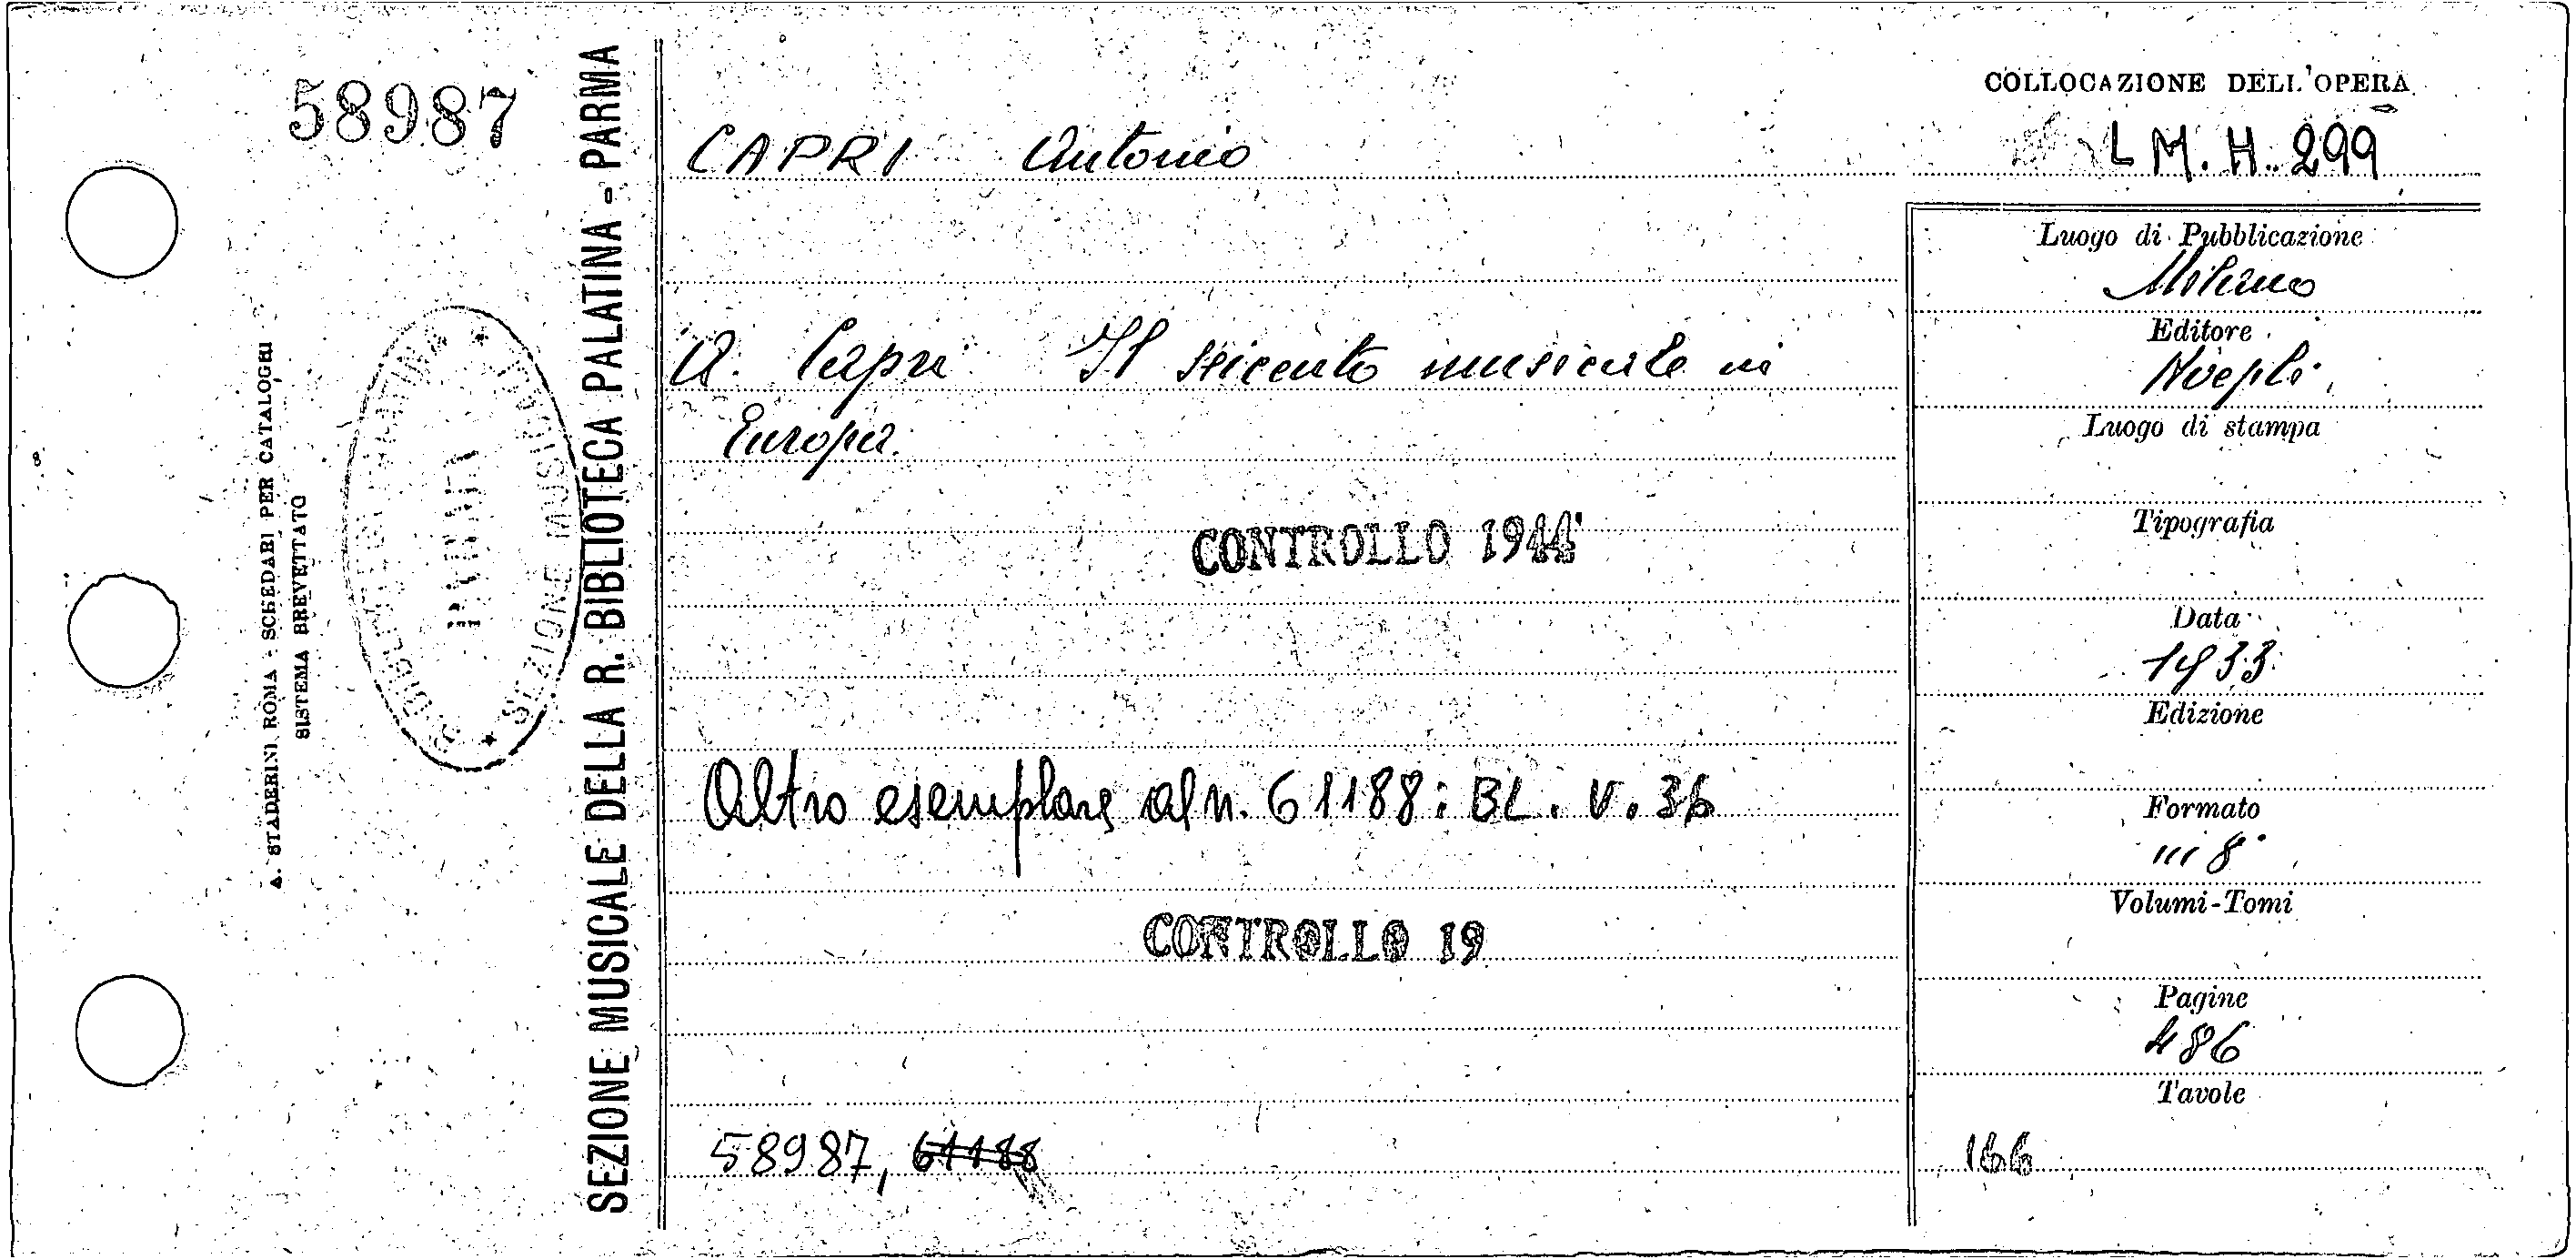 58987
A. STADERINI, ROMA - SCHEDARI PER CATALOGHI
SISTEMA BREVETTATO
SEZIONE MUSICALE
PARMA
SEZIONE MUSICALE DELLA R. BIBLIOTECA PALATINA - PARMA
CAPRI Antonio
A. Capri Il seicento musicale in
Europa.
CONTROLLO 1944
Altro esemplare al n. 61188: BL. V. 36
CONTROLLO 19
58987, 61188
COLLOCAZIONE DELL'OPERA
L M. H. 299
Luogo di Pubblicazione
Milano
Editore
Hoepli
Luogo di stampa
Tipografia
Data
1933
Edizione
Formato
in 8°
Volumi-Tomi
Pagine
486
Tavole
166